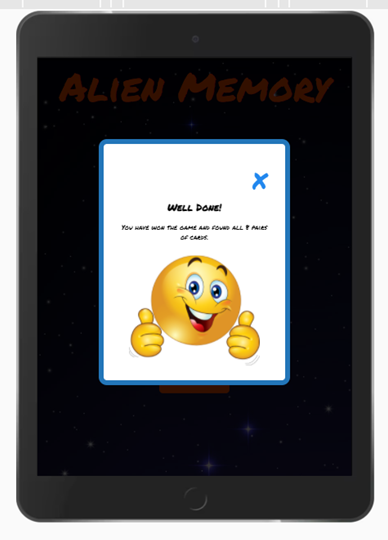 Alien Memory
X
Well Done!
You have won the game and found all 8 pairs
of cards.